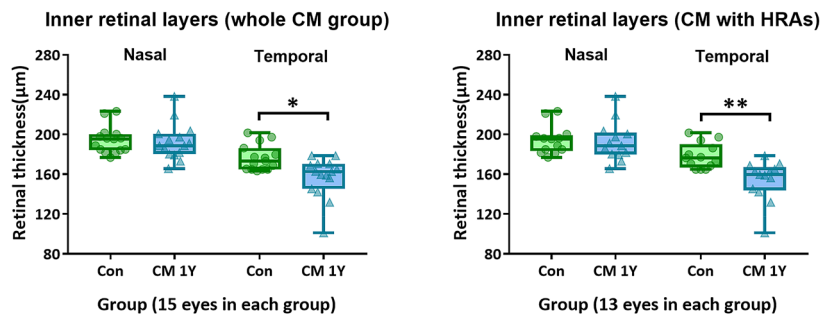 Inner retinal layers (whole CM group)
Nasal Temporal
Retinal thickness(μm)
280
240
200
160
120
80
*
Con CM 1Y Con CM 1Y
Group (15 eyes in each group)
Inner retinal layers (CM with HRAs)
Nasal Temporal
Retinal thickness(μm)
280
240
200
160
120
80
**
Con CM 1Y Con CM 1Y
Group (13 eyes in each group)